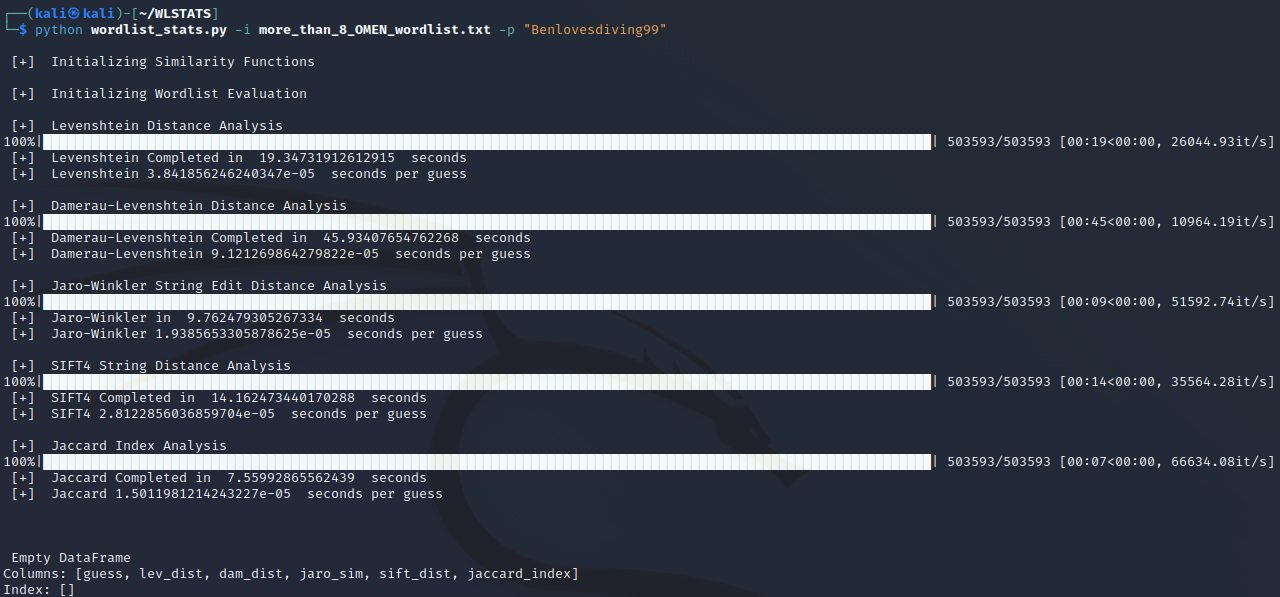 ┌──(kali㉿kali)-[~/WLSTATS]
└─$ python wordlist_stats.py -i more_than_8_OMEN_wordlist.txt -p "Benlovesdiving99"
[+]  Initializing Similarity Functions
[+]  Initializing Wordlist Evaluation
[+]  Levenshtein Distance Analysis
100%| | 503593/503593 [00:19<00:00, 26044.93it/s]
[+]  Levenshtein Completed in  19.34731912612915  seconds
[+]  Levenshtein 3.841856246240347e-05  seconds per guess
[+]  Damerau-Levenshtein Distance Analysis
100%| | 503593/503593 [00:45<00:00, 10964.19it/s]
[+]  Damerau-Levenshtein Completed in  45.93407654762268  seconds
[+]  Damerau-Levenshtein 9.121269864279822e-05  seconds per guess
[+]  Jaro-Winkler String Edit Distance Analysis
100%| | 503593/503593 [00:09<00:00, 51592.74it/s]
[+]  Jaro-Winkler in  9.762479305267334  seconds
[+]  Jaro-Winkler 1.9385653305878625e-05  seconds per guess
[+]  SIFT4 String Distance Analysis
100%| | 503593/503593 [00:14<00:00, 35564.28it/s]
[+]  SIFT4 Completed in  14.162473440170288  seconds
[+]  SIFT4 2.8122856036859704e-05  seconds per guess
[+]  Jaccard Index Analysis
100%| | 503593/503593 [00:07<00:00, 66634.08it/s]
[+]  Jaccard Completed in  7.55992865562439  seconds
[+]  Jaccard 1.5011981214243227e-05  seconds per guess
Empty DataFrame
Columns: [guess, lev_dist, dam_dist, jaro_sim, sift_dist, jaccard_index]
Index: []